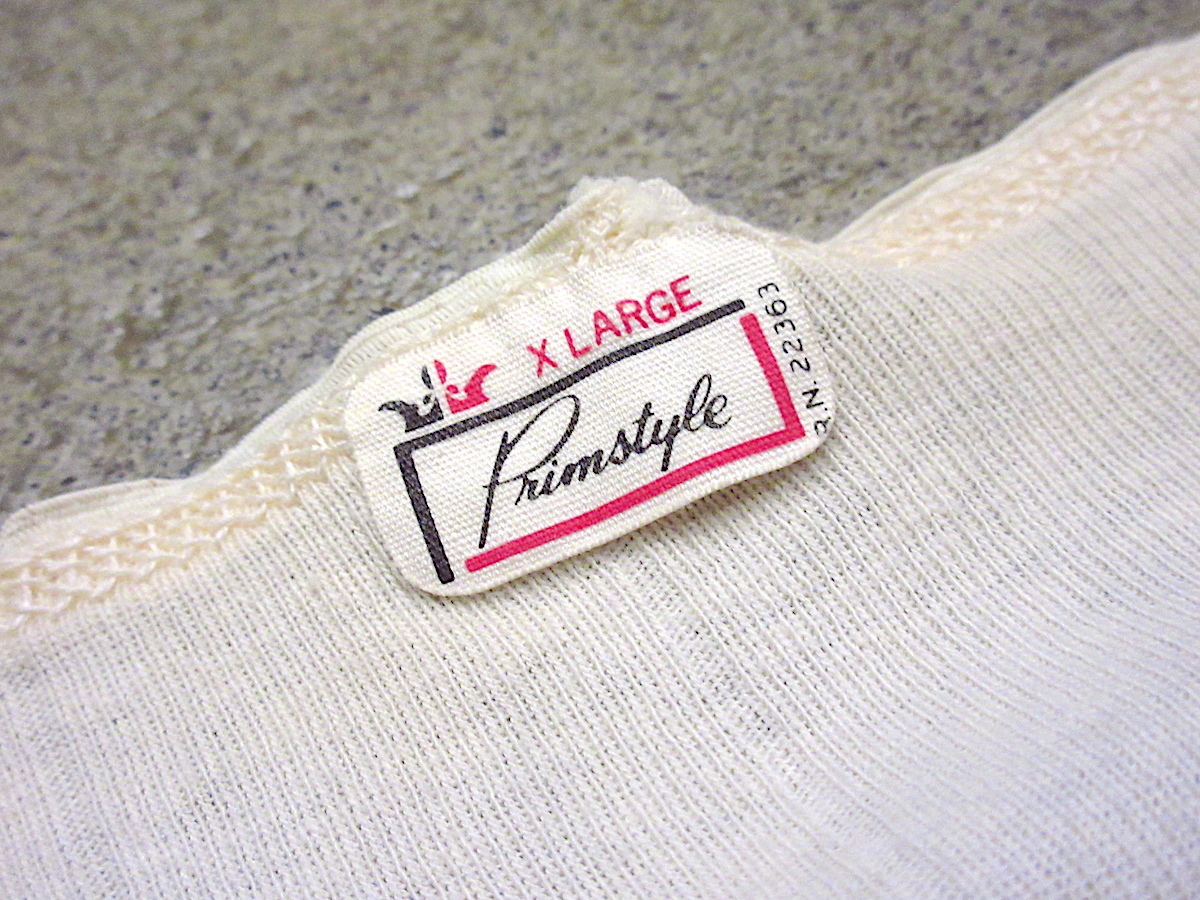 X LARGE
Primstyle
R.N. 22363